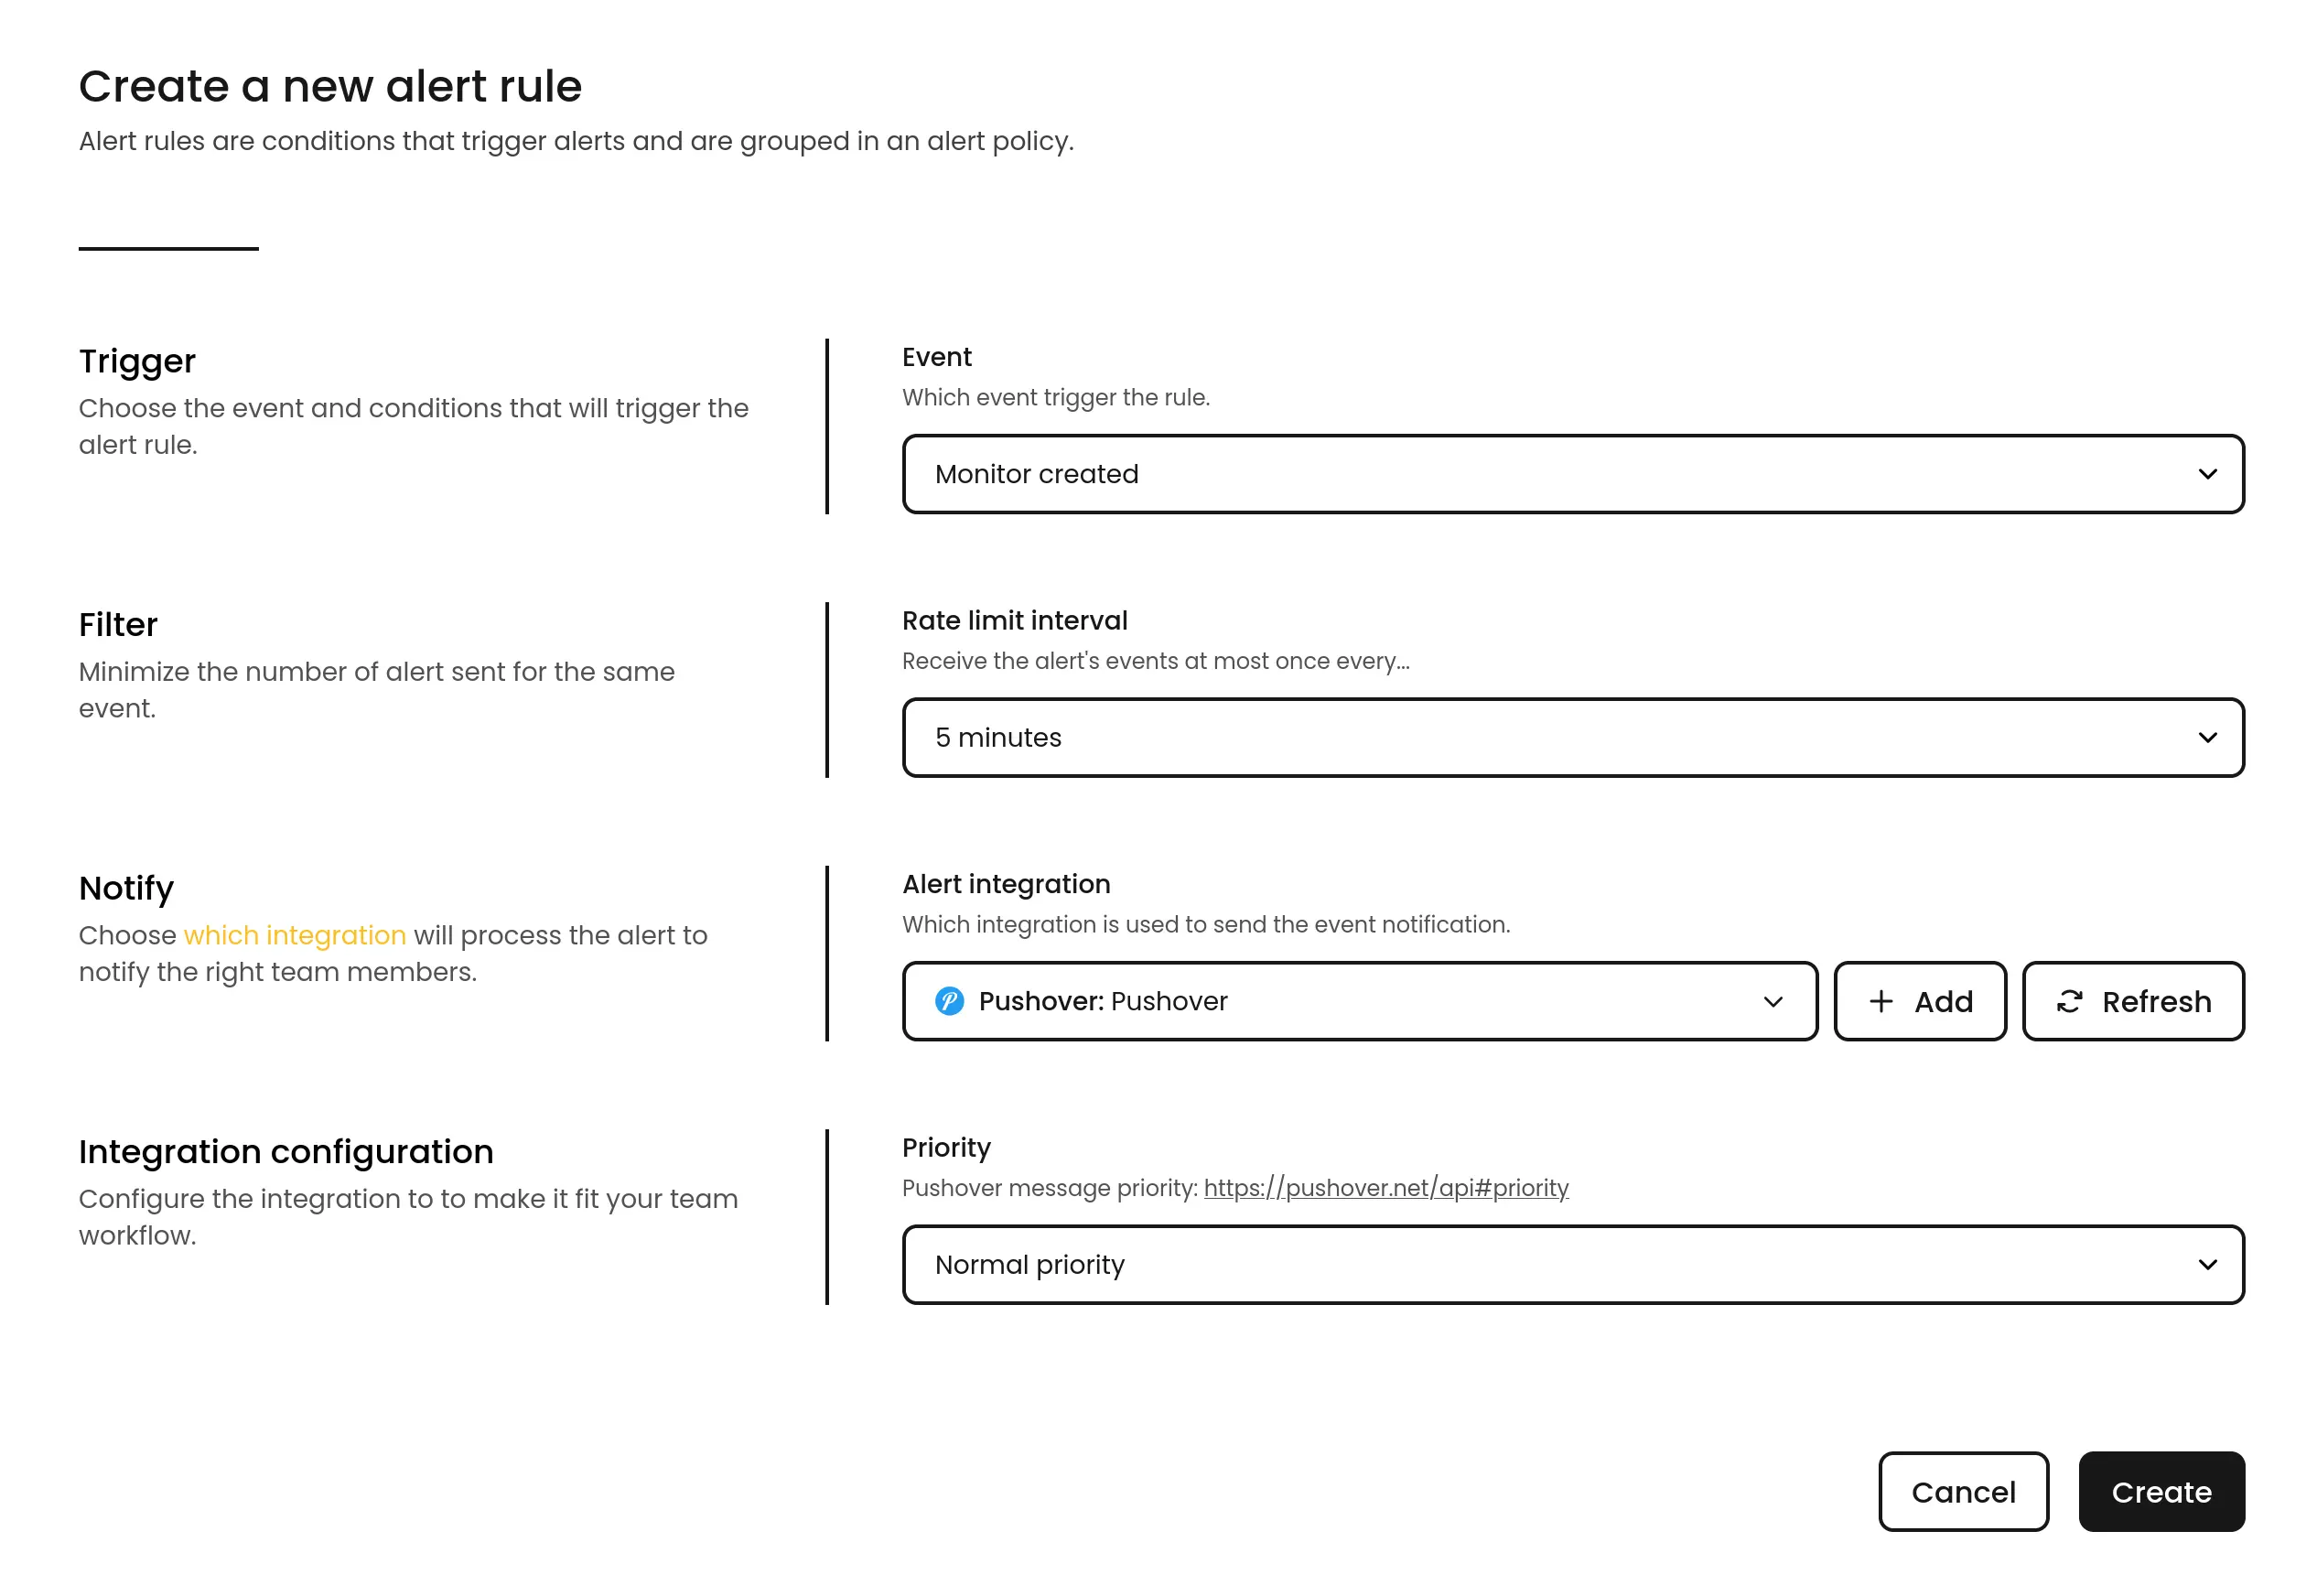 Create a new alert rule
Alert rules are conditions that trigger alerts and are grouped in an alert policy.
Trigger
Choose the event and conditions that will trigger the
alert rule.
Event
Which event trigger the rule.
Monitor created
Filter
Minimize the number of alert sent for the same
event.
Rate limit interval
Receive the alert's events at most once every...
5 minutes
Notify
Choose which integration will process the alert to
notify the right team members.
Alert integration
Which integration is used to send the event notification.
Pushover: Pushover
Add
Refresh
Integration configuration
Configure the integration to to make it fit your team
workflow.
Priority
Pushover message priority: https://pushover.net/api#priority
Normal priority
Cancel
Create